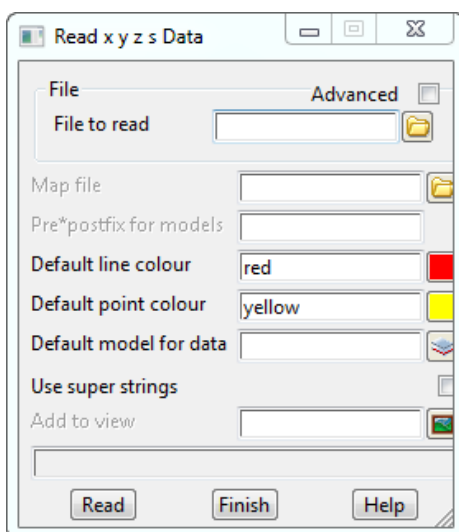 Read x y z s Data
File
Advanced
File to read
Map file
Pre*postfix for models
Default line colour red
Default point colour yellow
Default model for data
Use super strings
Add to view
Read Finish Help